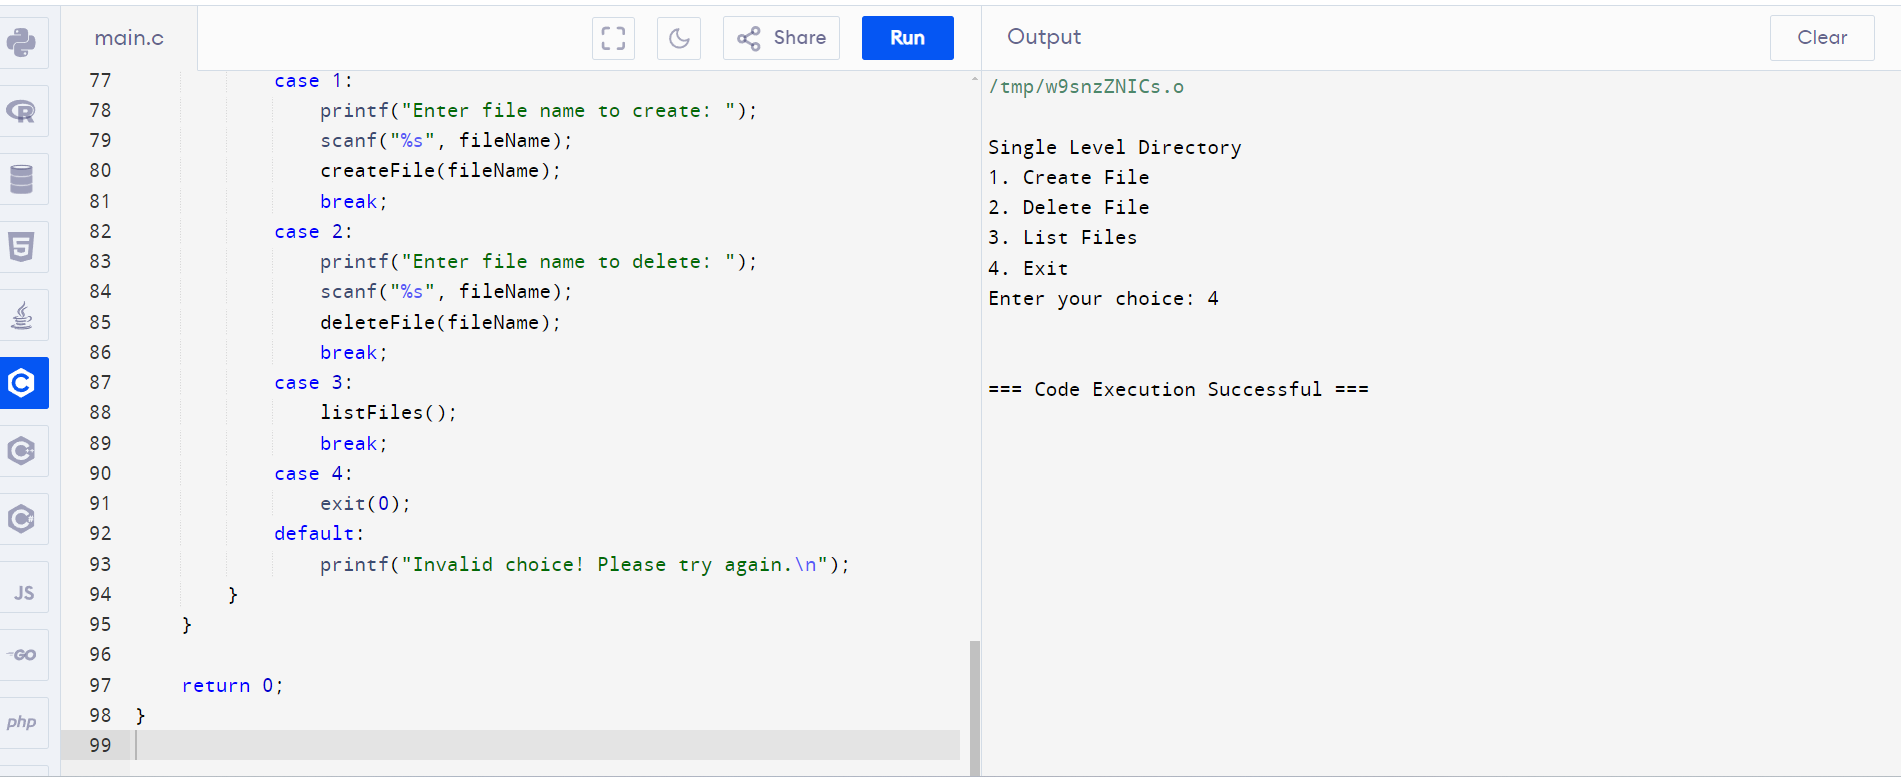 main.c
Share
Run
Output
Clear
77 case 1:
78 printf("Enter file name to create: ");
79 scanf("%s", fileName);
80 createFile(fileName);
81 break;
82 case 2:
83 printf("Enter file name to delete: ");
84 scanf("%s", fileName);
85 deleteFile(fileName);
86 break;
87 case 3:
88 listFiles();
89 break;
90 case 4:
91 exit(0);
92 default:
93 printf("Invalid choice! Please try again.\n");
94 }
95 }
96
97 return 0;
98 }
99
/tmp/w9snzZNICs.o
Single Level Directory
1. Create File
2. Delete File
3. List Files
4. Exit
Enter your choice: 4
=== Code Execution Successful ===
R
5
C
C++
C#
JS
GO
php